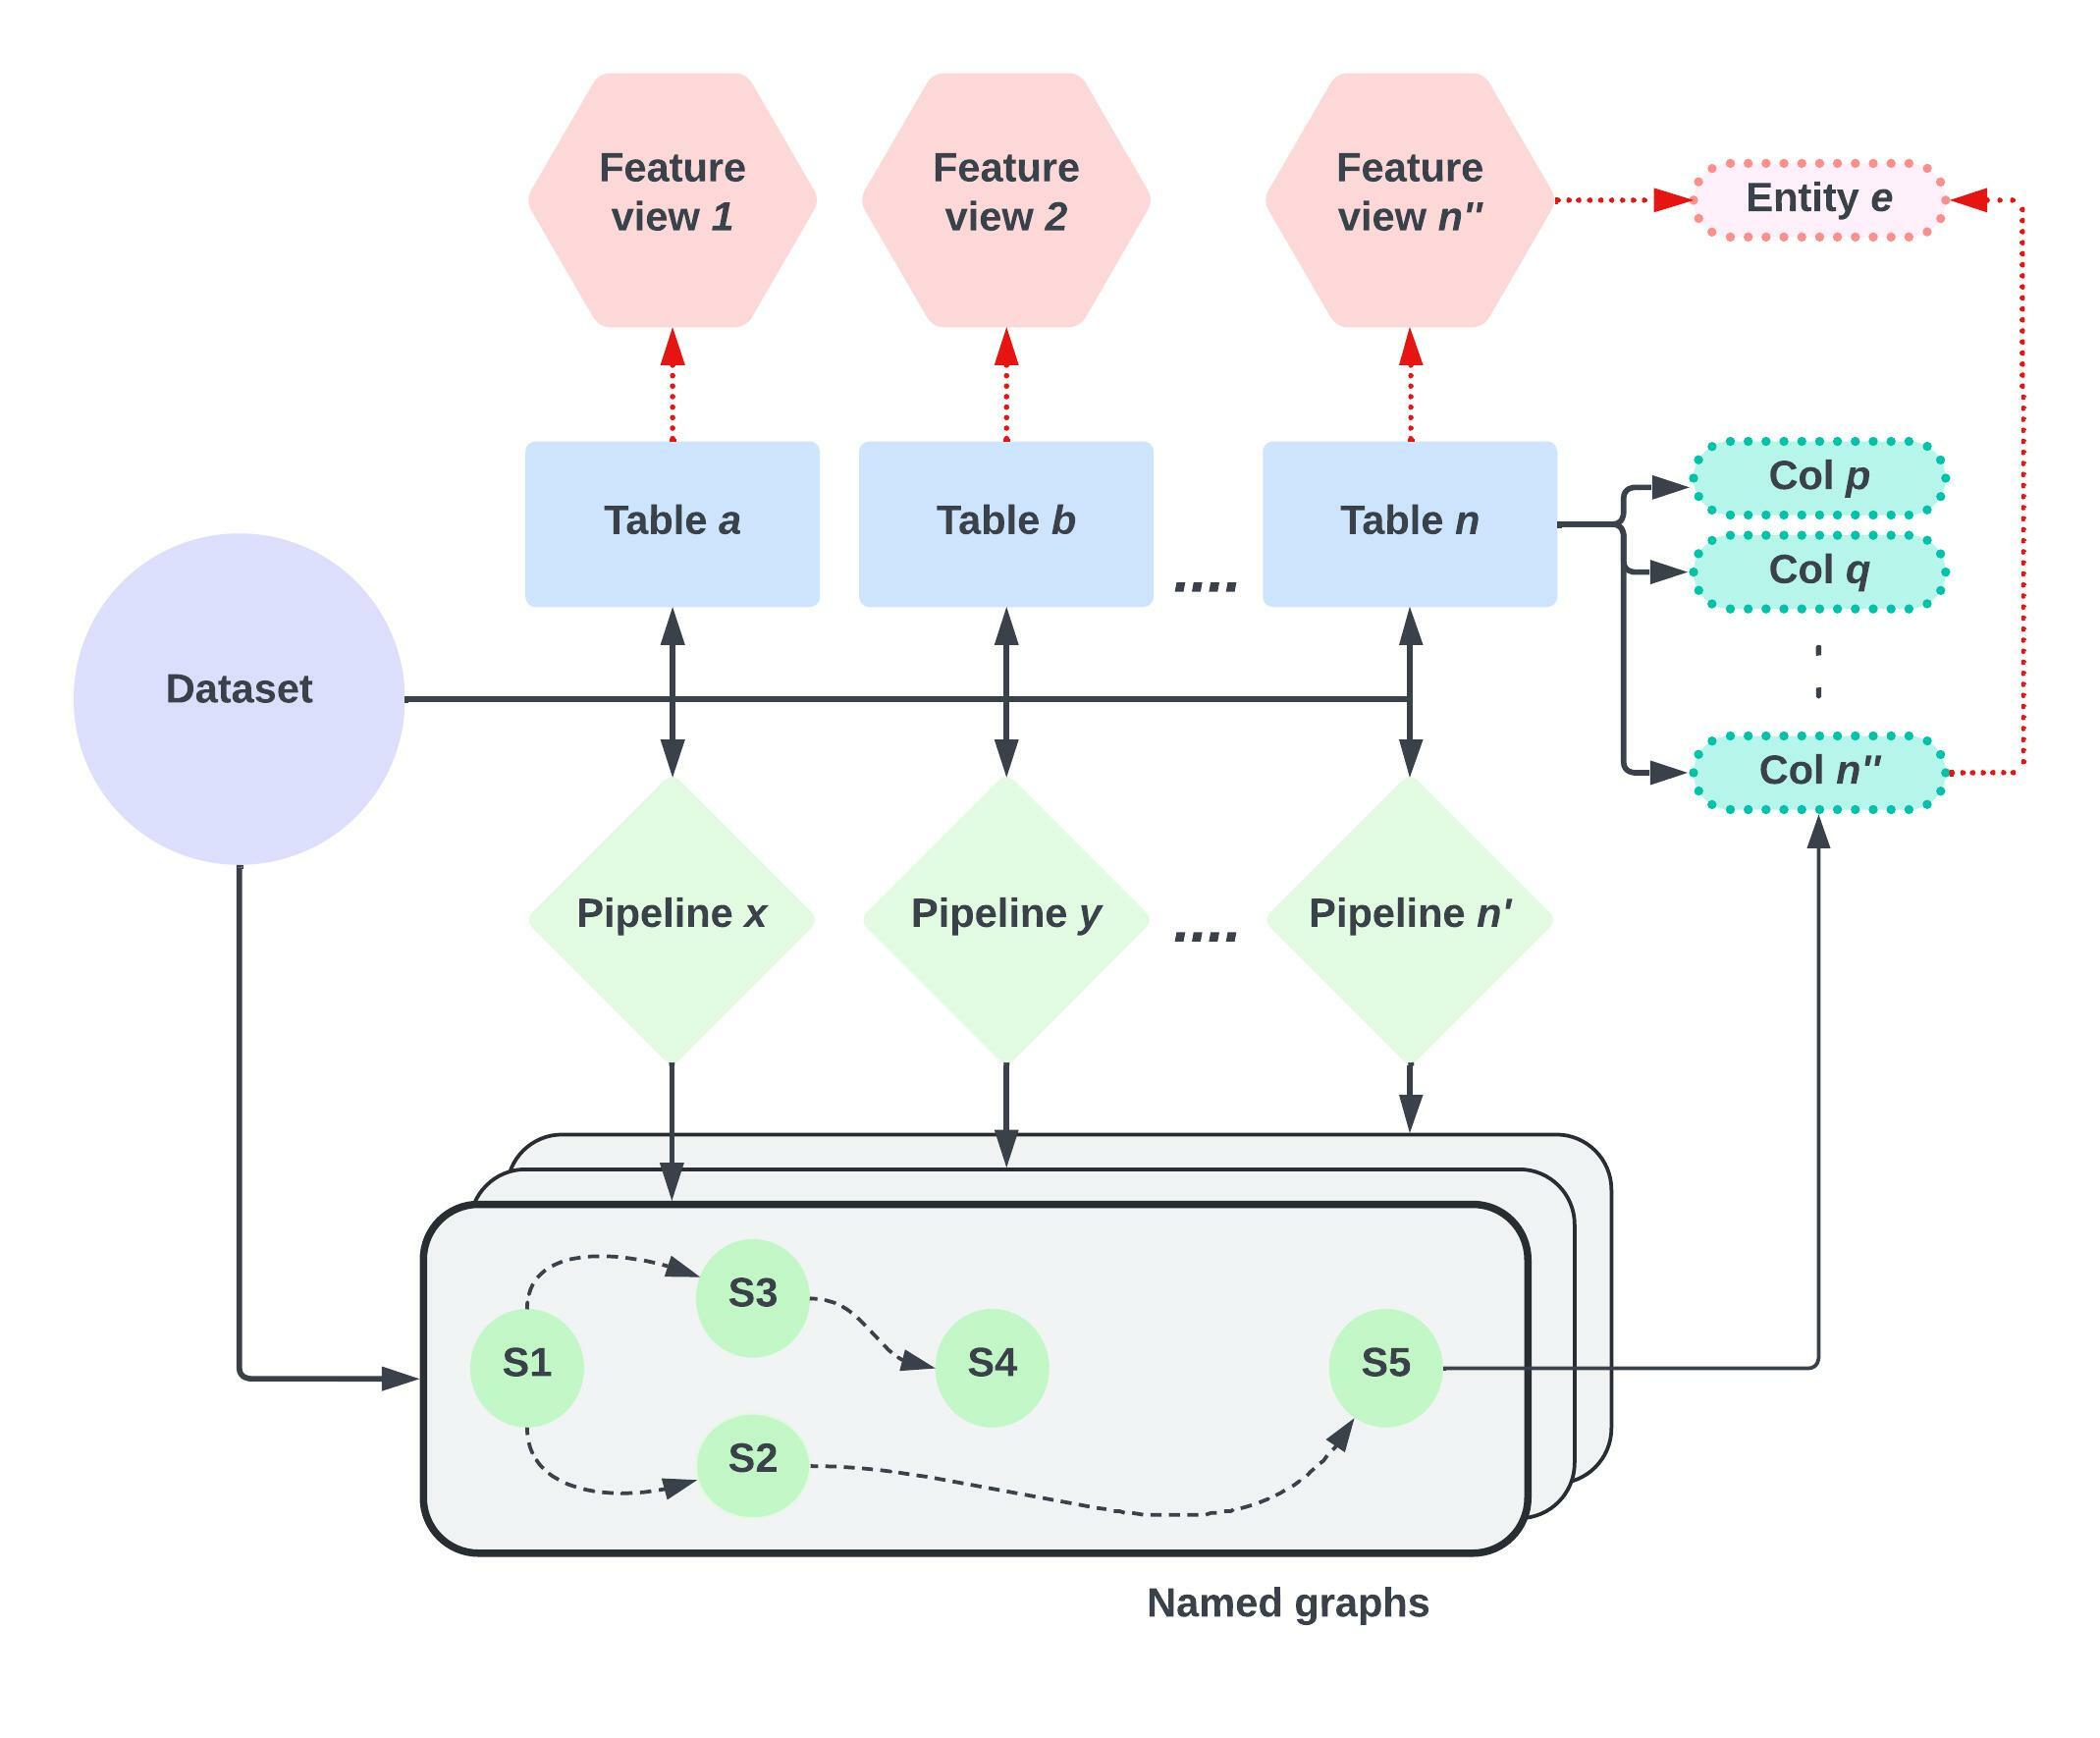 Feature
view 1
Feature
view 2
Feature
view n"
Entity e
Table a
Table b
....
Table n
Col p
Col q
Col n"
Dataset
Pipeline x
Pipeline y
....
Pipeline n'
S1
S3
S4
S2
S5
Named graphs